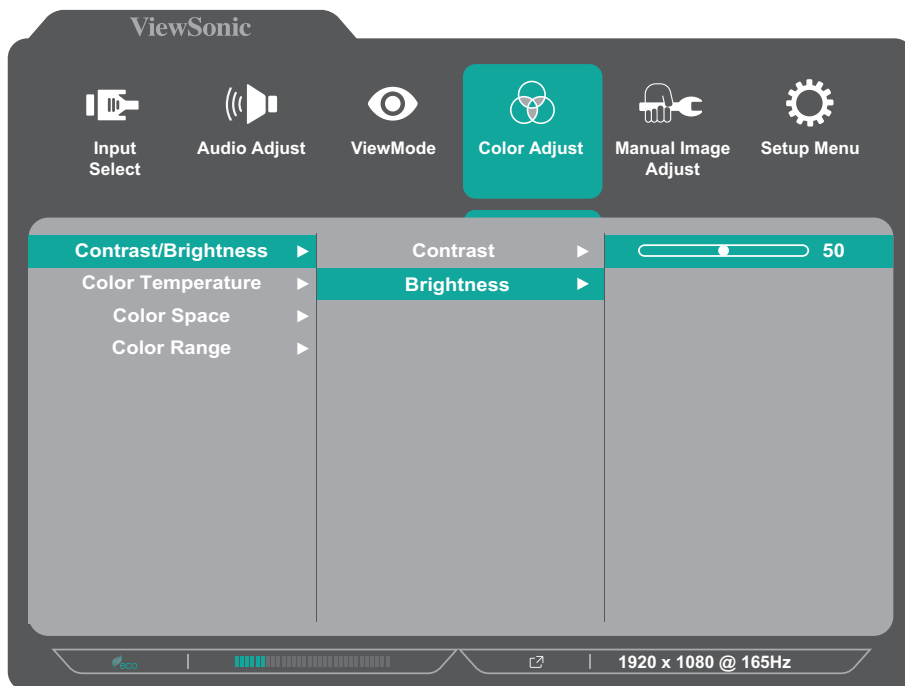 ViewSonic
Input
Select
Audio Adjust
ViewMode
Color Adjust
Manual Image
Adjust
Setup Menu
Contrast/Brightness
Contrast
50
Color Temperature
Brightness
Color Space
Color Range
eco
1920 x 1080 @ 165Hz